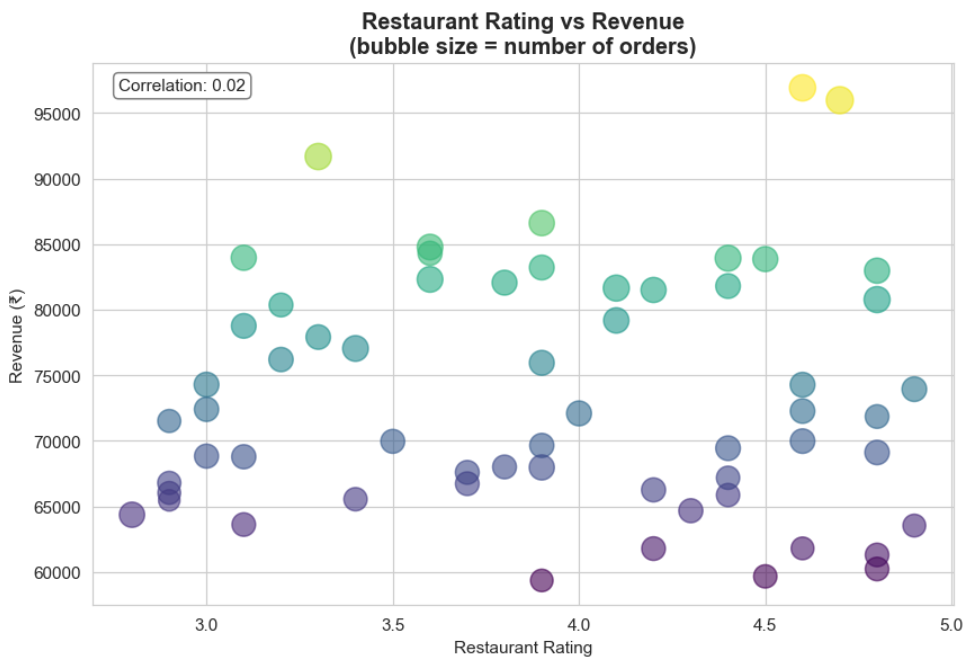 Restaurant Rating vs Revenue
(bubble size = number of orders)
Correlation: 0.02
95000
90000
85000
80000
75000
70000
65000
60000
Revenue (₹)
3.0 3.5 4.0 4.5 5.0
Restaurant Rating